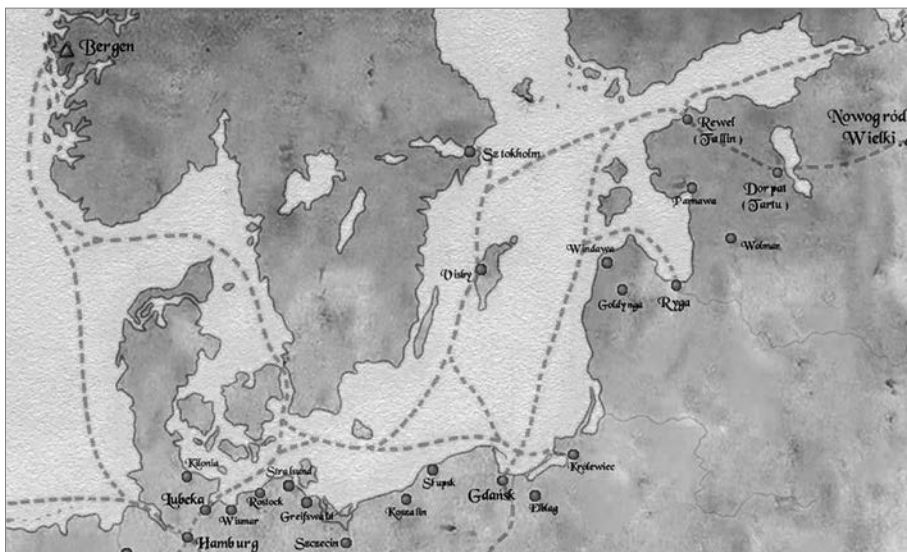 Bergen
Nowogród
Wielki
Rewel
(Tallin)
Sztokholm
Dorpat
(Tartu)
Parnawa
Wolmar
Windawa
Visby
Goldynga
Ryga
Kilonia
Stralsund
Słupsk
Królewiec
Gdańsk
Lubeka
Rostock
Wismar
Greifswald
Koszalin
Elbląg
Hamburg
Szczecin